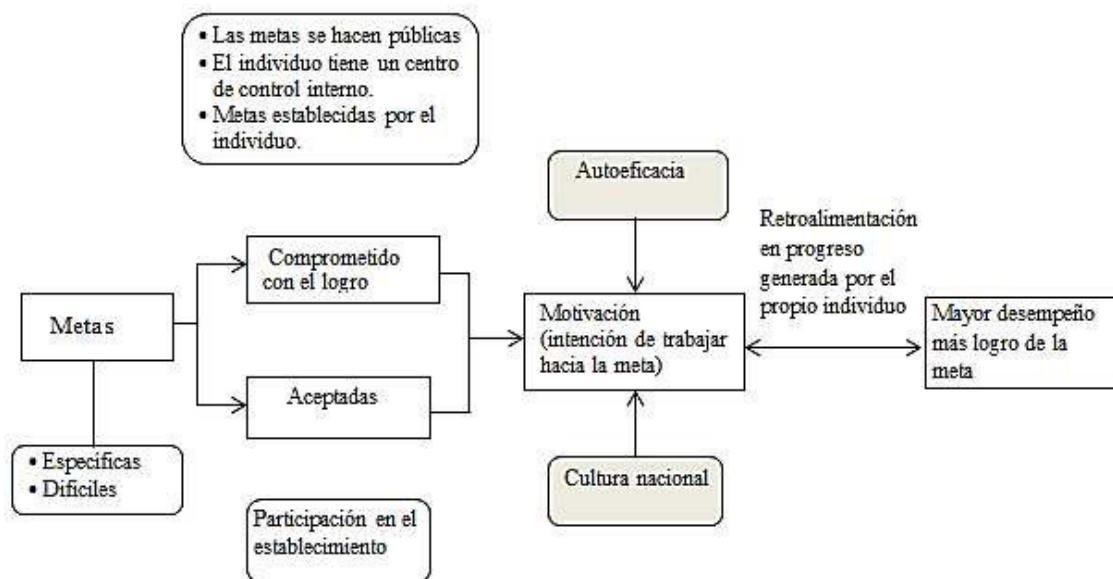 • Las metas se hacen públicas
• El individuo tiene un centro
de control interno.
• Metas establecidas por el
individuo.
Autoeficacia
Retroalimentación
en progreso
generada por el
propio individuo
Comprometido
con el logro
Metas
Motivación
(intención de trabajar
hacia la meta)
Mayor desempeño
más logro de la
meta
Aceptadas
• Específicas
• Difíciles
Cultura nacional
Participación en el
establecimiento